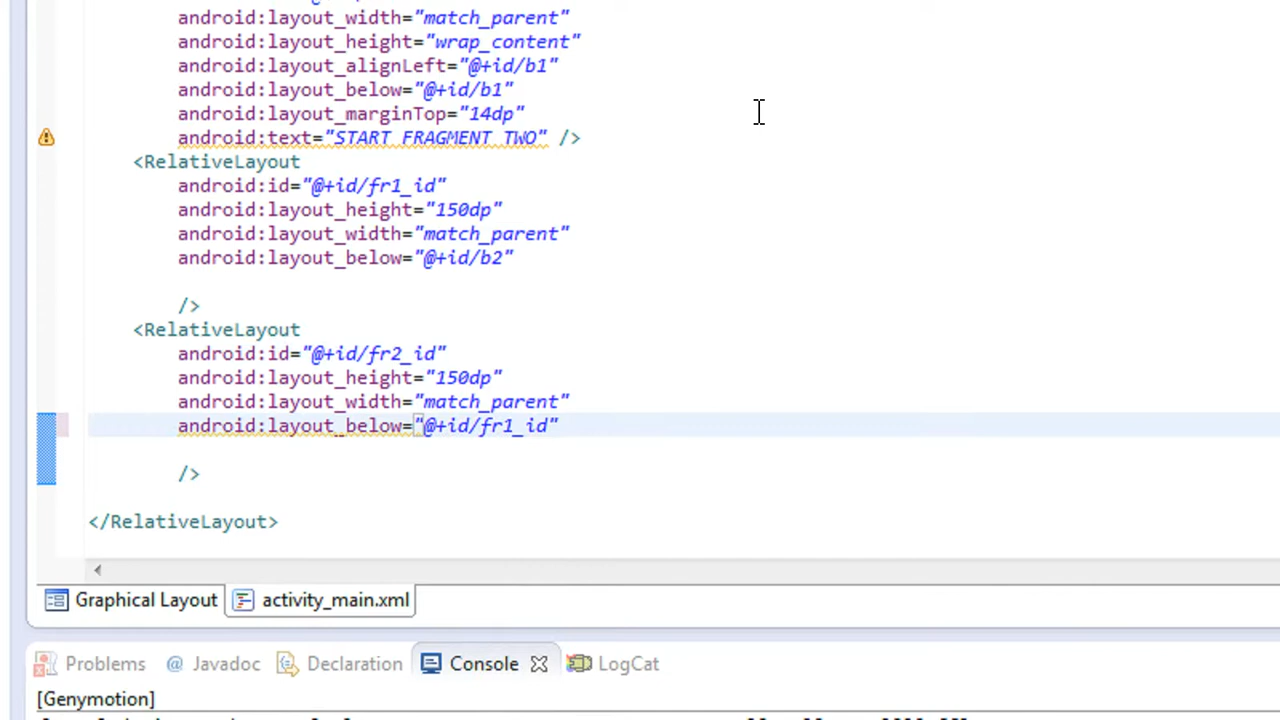 android:layout_width="match_parent"
android:layout_height="wrap_content"
android:layout_alignLeft="@+id/b1"
android:layout_below="@+id/b1"
android:layout_marginTop="14dp"
android:text="START FRAGMENT TWO" />
<RelativeLayout
android:id="@+id/fr1_id"
android:layout_height="150dp"
android:layout_width="match_parent"
android:layout_below="@+id/b2"
/>
<RelativeLayout
android:id="@+id/fr2_id"
android:layout_height="150dp"
android:layout_width="match_parent"
android:layout_below="@+id/fr1_id"
/>
</RelativeLayout>
Graphical Layout activity_main.xml
Problems @ Javadoc Declaration Console LogCat
[Genymotion]